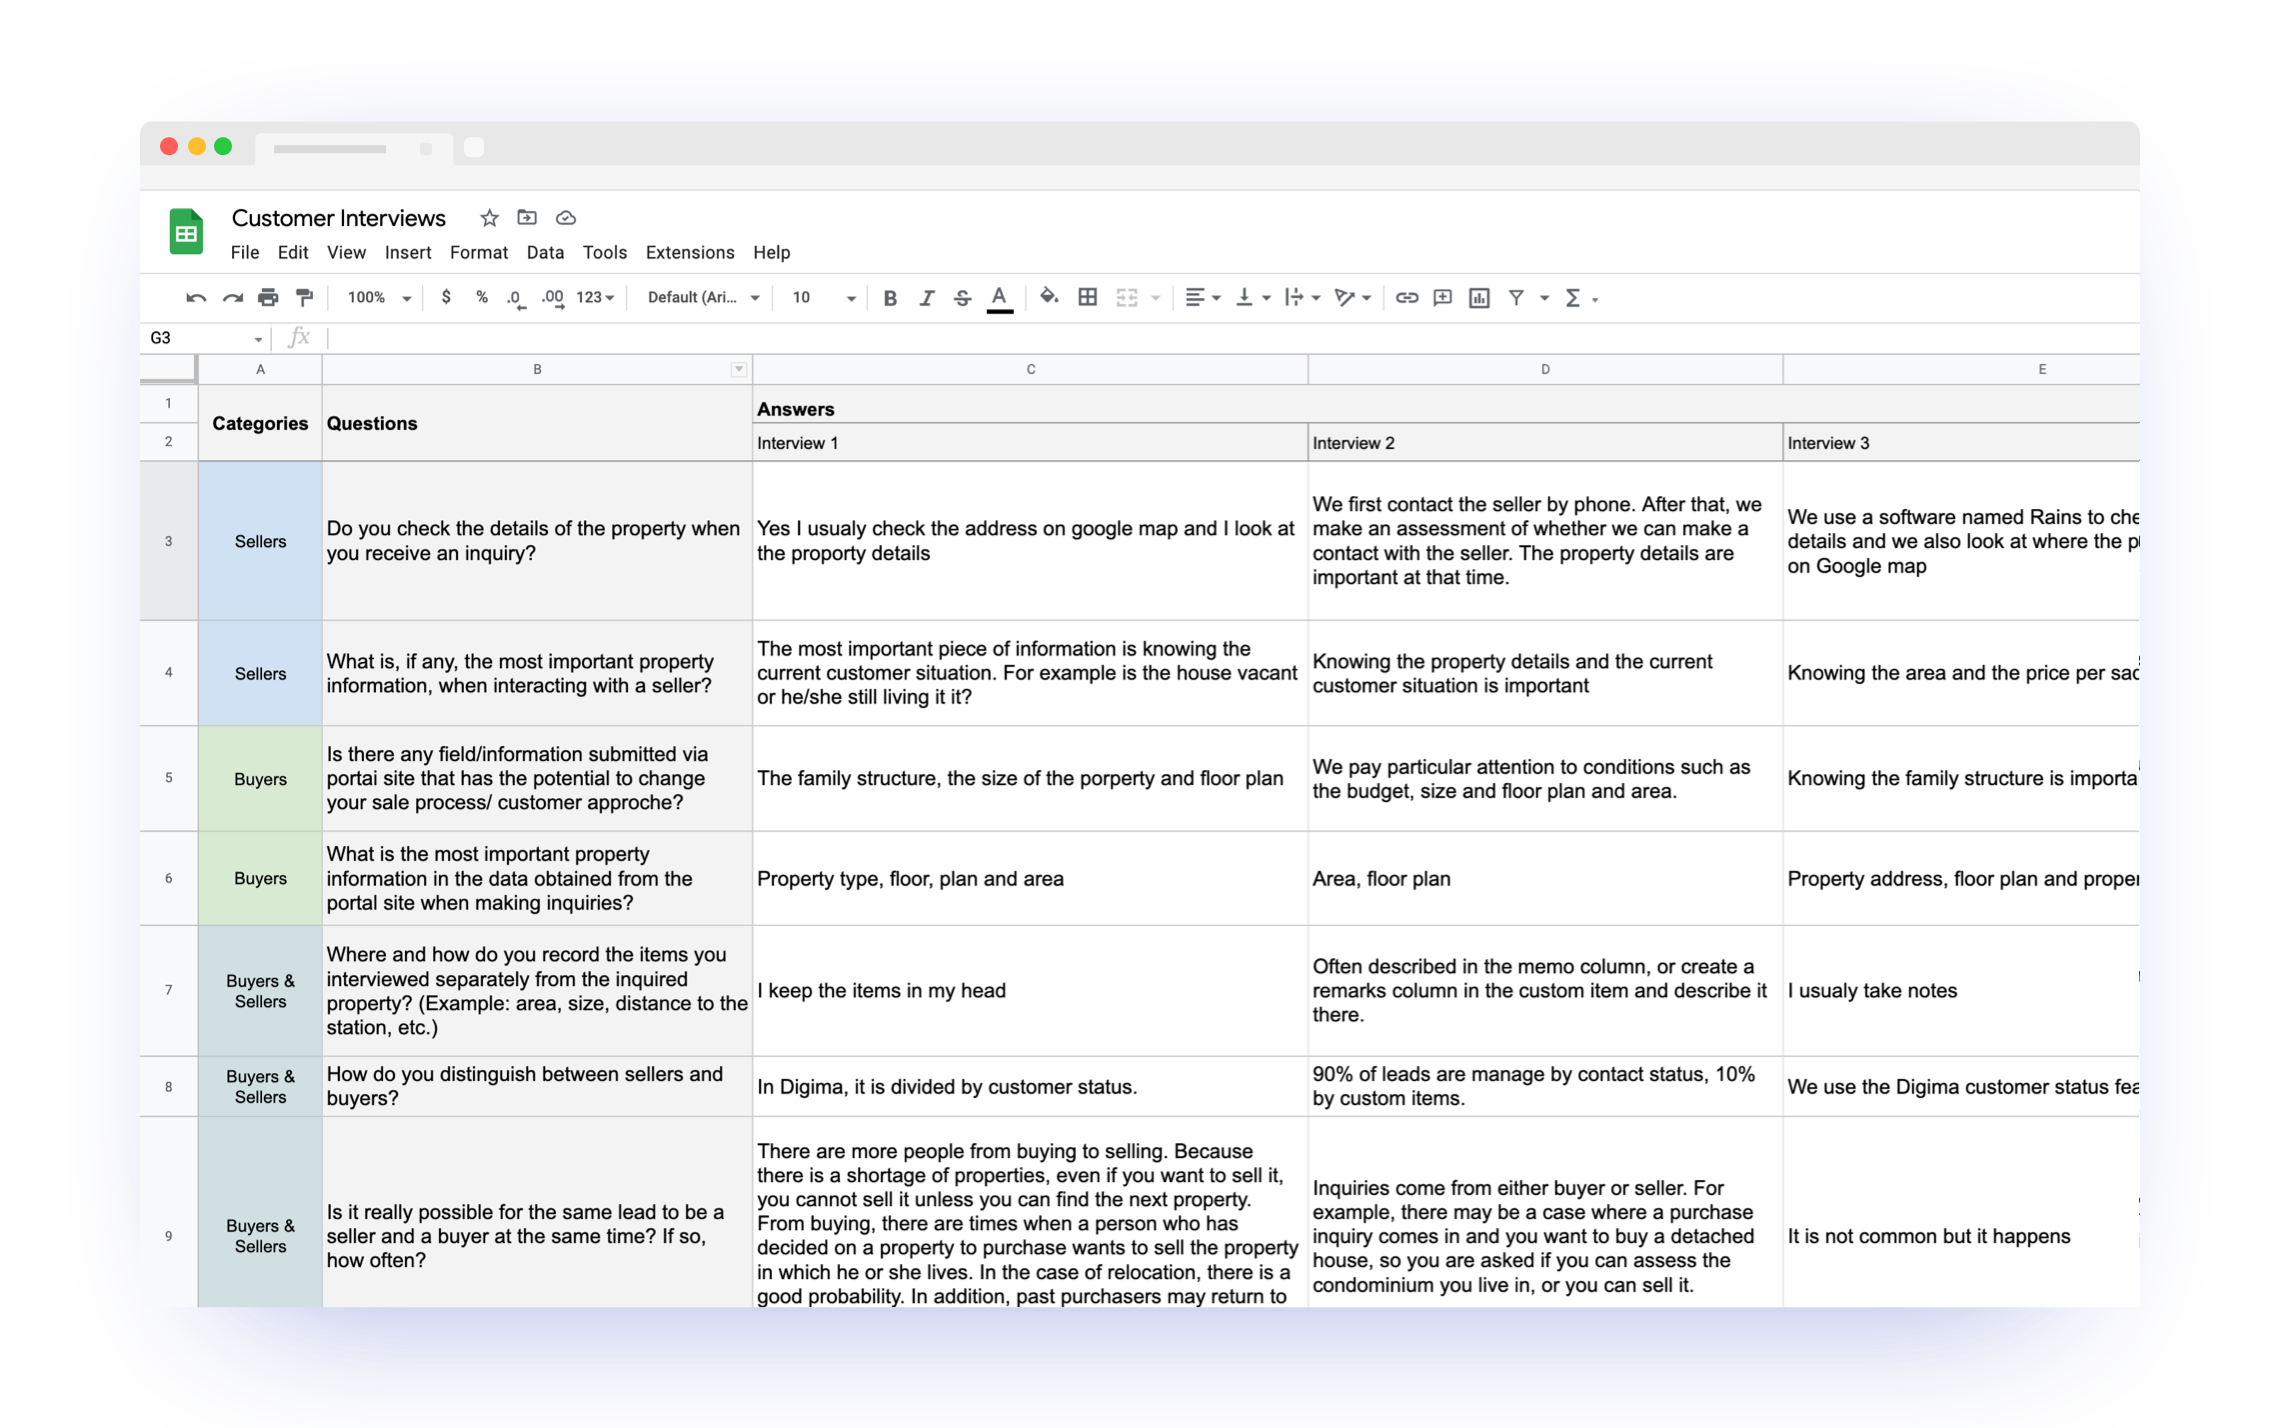 Customer Interviews
File Edit View Insert Format Data Tools Extensions Help
100% $ % .0 .00 123 Default (Ari... 10 B I S A
G3 fx
A B C D E
1
Categories Questions Answers
2 Interview 1 Interview 2 Interview 3
3
Sellers
Do you check the details of the property when
you receive an inquiry?
Yes I usualy check the address on google map and I look at
the proporty details
We first contact the seller by phone. After that, we
make an assessment of whether we can make a
contact with the seller. The property details are
important at that time.
We use a software named Rains to che
details and we also look at where the p
on Google map
4
Sellers
What is, if any, the most important property
information, when interacting with a seller?
The most important piece of information is knowing the
current customer situation. For example is the house vacant
or he/she still living it it?
Knowing the property details and the current
customer situation is important
Knowing the area and the price per sac
5
Buyers
Is there any field/information submitted via
portai site that has the potential to change
your sale process/ customer approche?
The family structure, the size of the porperty and floor plan
We pay particular attention to conditions such as
the budget, size and floor plan and area.
Knowing the family structure is importa
6
Buyers
What is the most important property
information in the data obtained from the
portal site when making inquiries?
Property type, floor, plan and area
Area, floor plan
Property address, floor plan and proper
7
Buyers &
Sellers
Where and how do you record the items you
interviewed separately from the inquired
property? (Example: area, size, distance to the
station, etc.)
I keep the items in my head
Often described in the memo column, or create a
remarks column in the custom item and describe it
there.
I usualy take notes
8
Buyers &
Sellers
How do you distinguish between sellers and
buyers?
In Digima, it is divided by customer status.
90% of leads are manage by contact status, 10%
by custom items.
We use the Digima customer status fea
9
Buyers &
Sellers
Is it really possible for the same lead to be a
seller and a buyer at the same time? If so,
how often?
There are more people from buying to selling. Because
there is a shortage of properties, even if you want to sell it,
you cannot sell it unless you can find the next property.
From buying, there are times when a person who has
decided on a property to purchase wants to sell the property
in which he or she lives. In the case of relocation, there is a
good probability. In addition, past purchasers may return to
Inquiries come from either buyer or seller. For
example, there may be a case where a purchase
inquiry comes in and you want to buy a detached
house, so you are asked if you can assess the
condominium you live in, or you can sell it.
It is not common but it happens